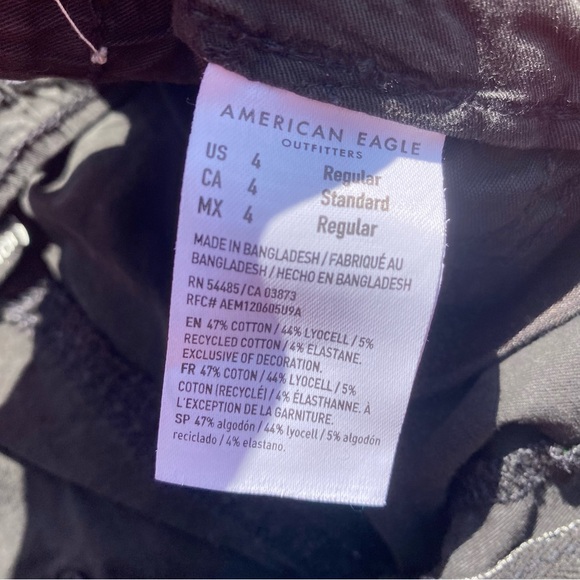 AMERICAN EAGLE
OUTFITTERS
US 4 Regular
CA 4 Standard
MX 4 Regular
MADE IN BANGLADESH / FABRIQUÉ AU
BANGLADESH / HECHO EN BANGLADESH
RN 54485 / CA 03873
RFC# AEM120605U9A
EN 47% COTTON / 44% LYOCELL / 5%
RECYCLED COTTON / 4% ELASTANE.
EXCLUSIVE OF DECORATION.
FR 47% COTON / 44% LYOCELL / 5%
COTON (RECYCLÉ) / 4% ÉLASTHANNE. À
L'EXCEPTION DE LA GARNITURE.
SP 47% algodón / 44% lyocell / 5% algodón
reciclado / 4% elastano.